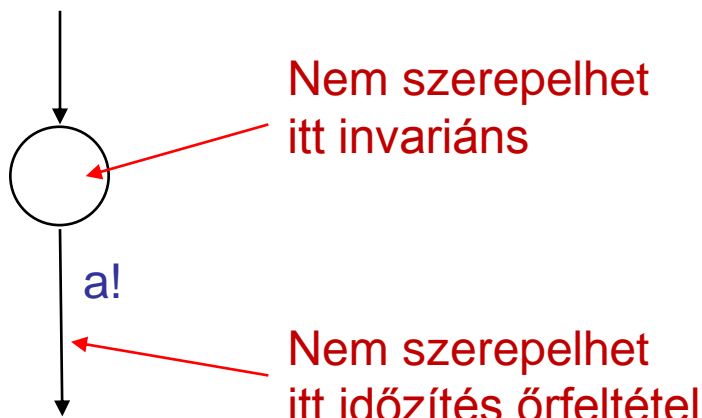 Nem szerepelhet
itt invariáns
a!
Nem szerepelhet
itt időzítés őrfeltétel